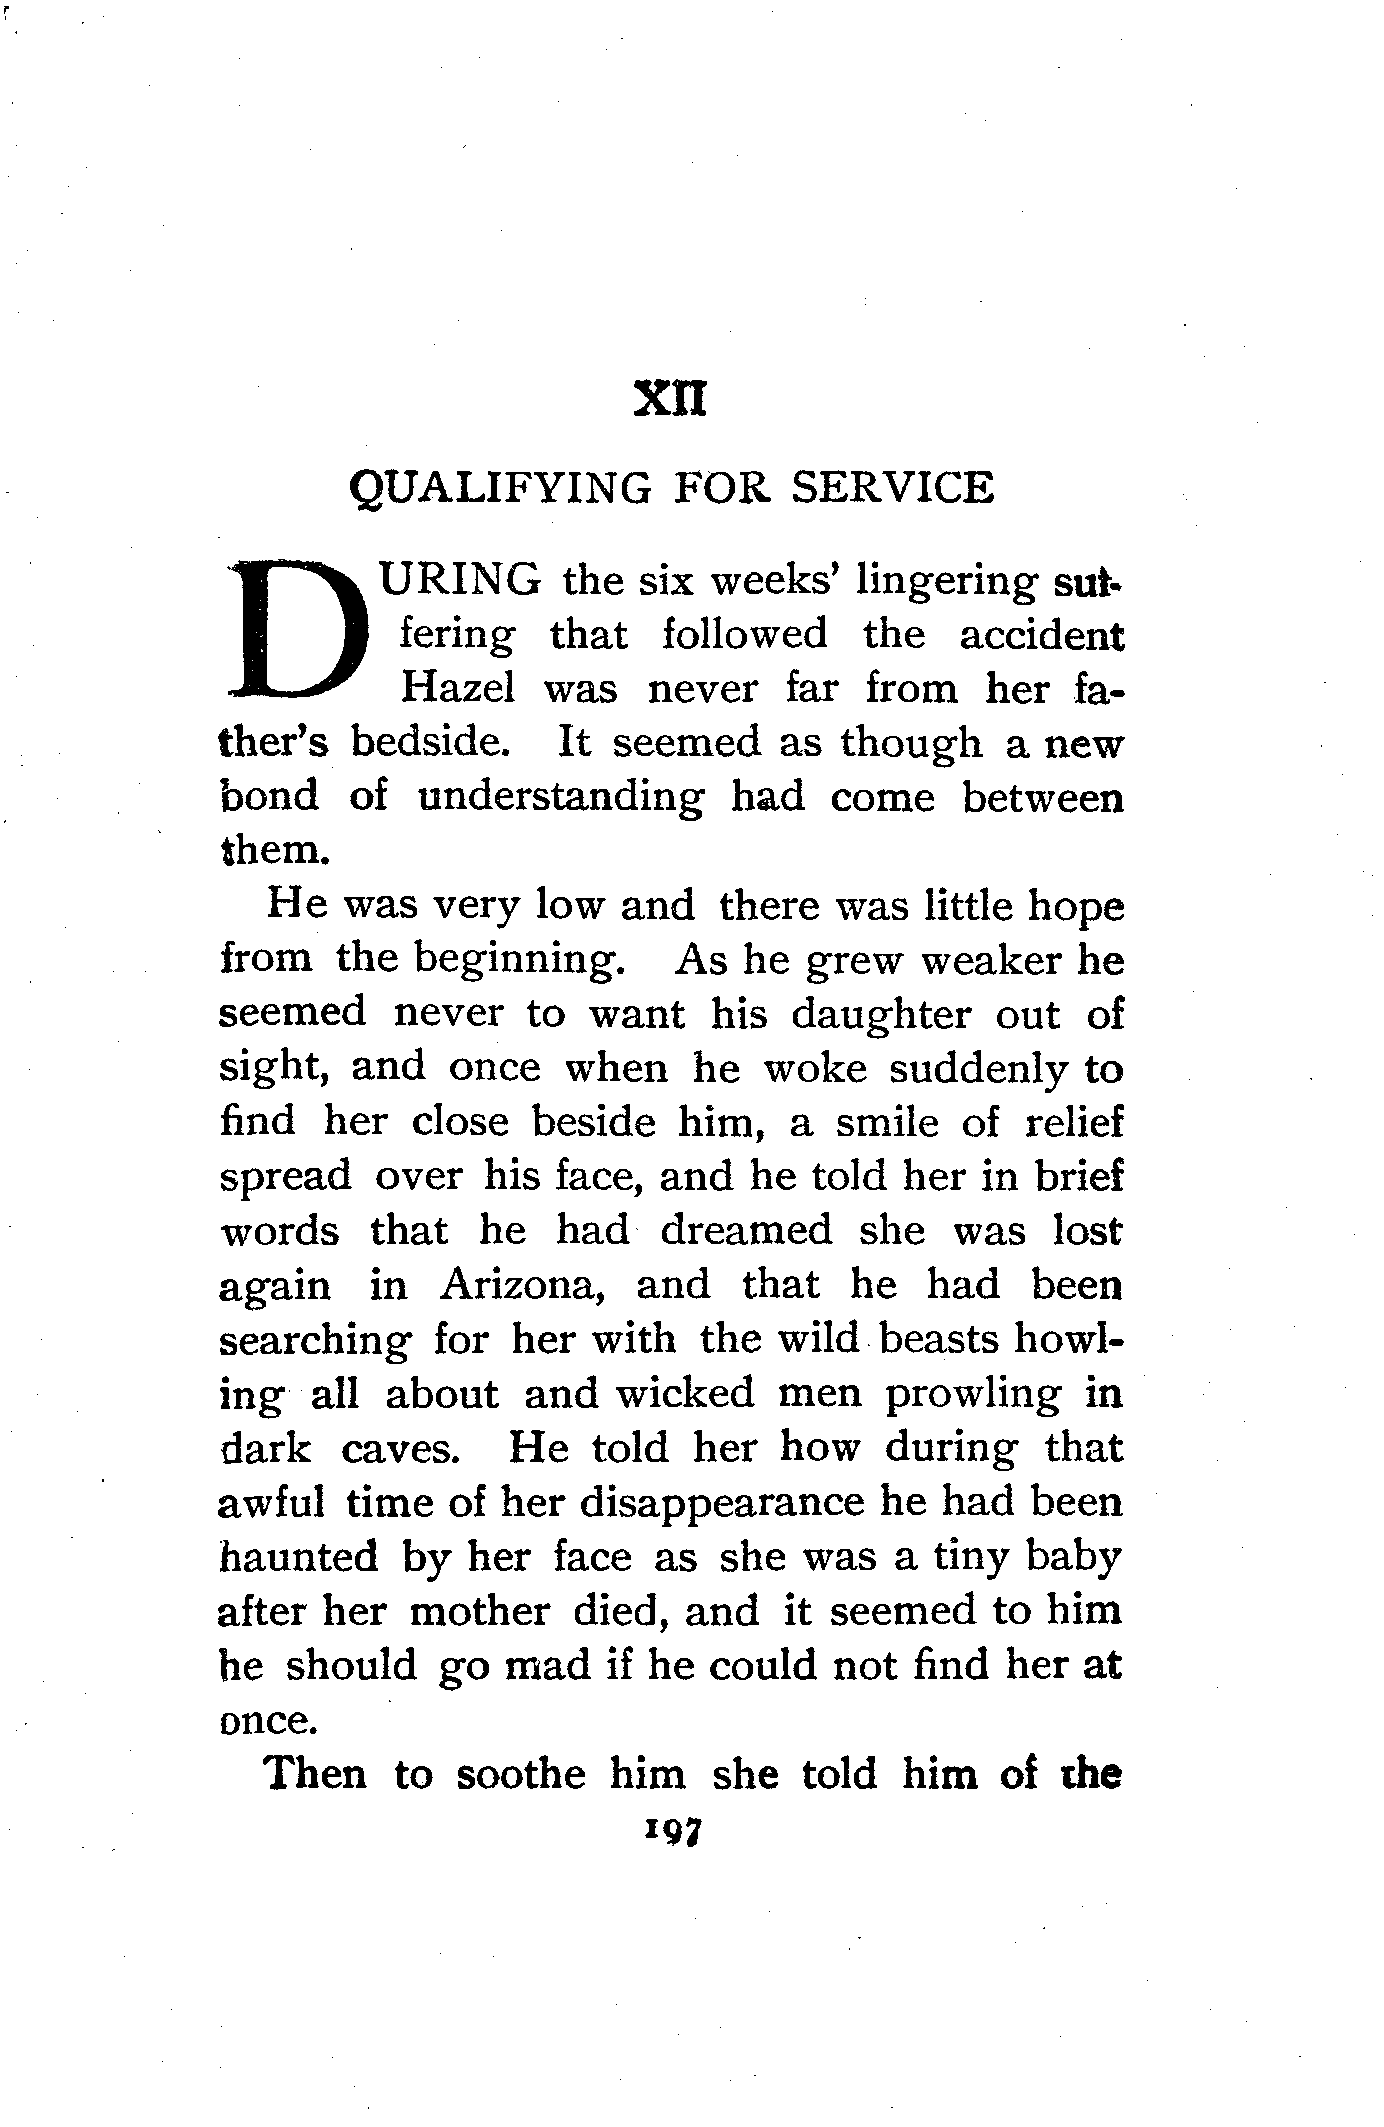 XII
QUALIFYING FOR SERVICE
DURING the six weeks' lingering suf-
fering that followed the accident
Hazel was never far from her fa-
ther's bedside. It seemed as though a new
bond of understanding had come between
them.
He was very low and there was little hope
from the beginning. As he grew weaker he
seemed never to want his daughter out of
sight, and once when he woke suddenly to
find her close beside him, a smile of relief
spread over his face, and he told her in brief
words that he had dreamed she was lost
again in Arizona, and that he had been
searching for her with the wild beasts howl-
ing all about and wicked men prowling in
dark caves. He told her how during that
awful time of her disappearance he had been
haunted by her face as she was a tiny baby
after her mother died, and it seemed to him
he should go mad if he could not find her at
once.
Then to soothe him she told him of the
197